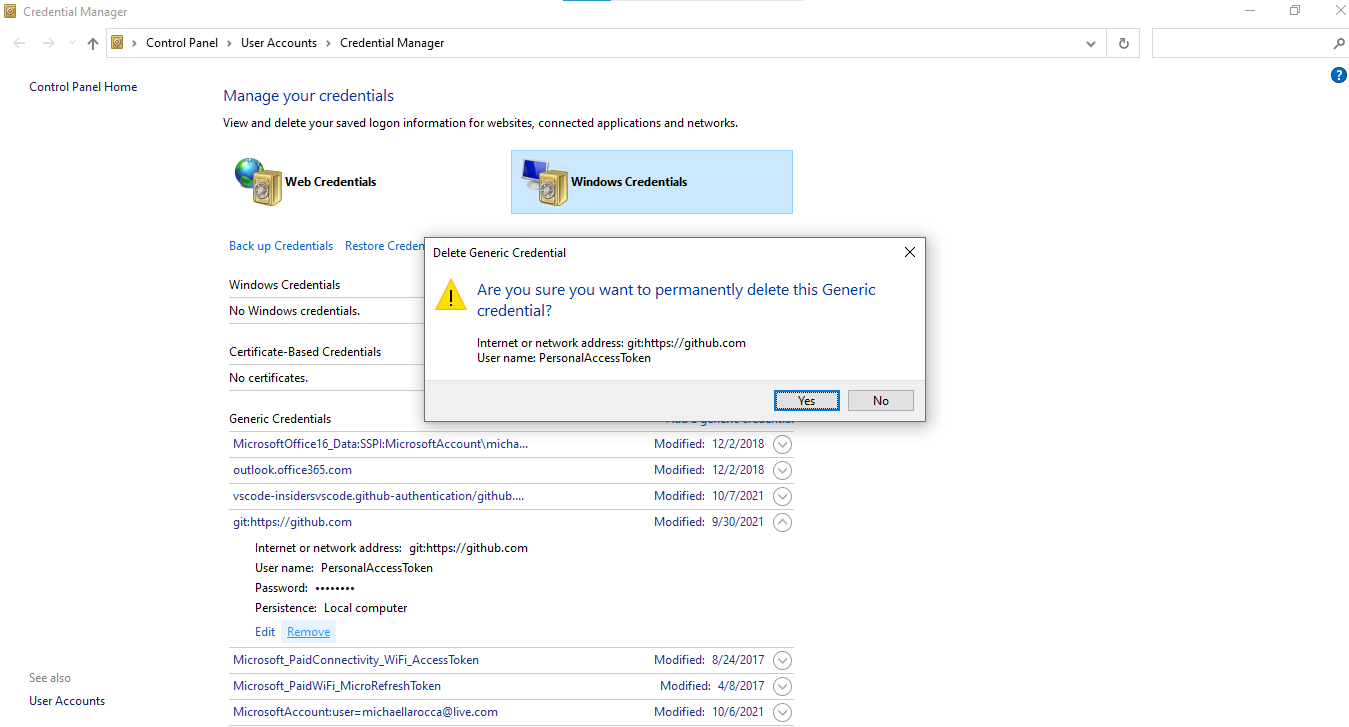 Credential Manager
Control Panel > User Accounts > Credential Manager
?
Control Panel Home
Manage your credentials
View and delete your saved logon information for websites, connected applications and networks.
Web Credentials
Windows Credentials
Back up Credentials Restore Creden
Delete Generic Credential
Are you sure you want to permanently delete this Generic
credential?
Internet or network address: git:https://github.com
User name: PersonalAccessToken
Yes No
Windows Credentials
No Windows credentials.
Certificate-Based Credentials
No certificates.
Generic Credentials Add a generic credential
MicrosoftOffice16_Data:SSPI:MicrosoftAccount\micha... Modified: 12/2/2018
outlook.office365.com Modified: 12/2/2018
vscode-insidersvscode.github-authentication/github.... Modified: 10/7/2021
git:https://github.com Modified: 9/30/2021
Internet or network address: git:https://github.com
User name: PersonalAccessToken
Password: ••••••••
Persistence: Local computer
Edit Remove
Microsoft_PaidConnectivity_WiFi_AccessToken Modified: 8/24/2017
Microsoft_PaidWiFi_MicroRefreshToken Modified: 4/8/2017
MicrosoftAccount:user=michaellarocca@live.com Modified: 10/6/2021
See also
User Accounts